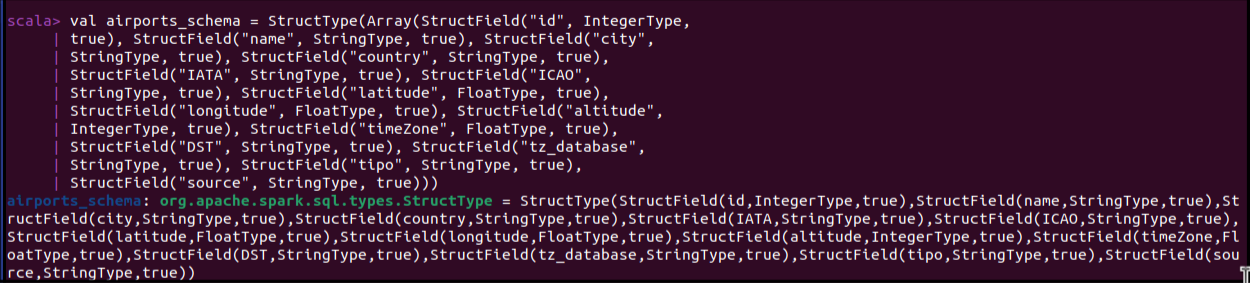 scala> val airports_schema = StructType(Array(StructField("id", IntegerType,
     | true), StructField("name", StringType, true), StructField("city",
     | StringType, true), StructField("country", StringType, true),
     | StructField("IATA", StringType, true), StructField("ICAO",
     | StringType, true), StructField("latitude", FloatType, true),
     | StructField("longitude", FloatType, true), StructField("altitude",
     | IntegerType, true), StructField("timeZone", FloatType, true),
     | StructField("DST", StringType, true), StructField("tz_database",
     | StringType, true), StructField("tipo", StringType, true),
     | StructField("source", StringType, true)))
airports_schema: org.apache.spark.sql.types.StructType = StructType(StructField(id,IntegerType,true),StructField(name,StringType,true),St
ructField(city,StringType,true),StructField(country,StringType,true),StructField(IATA,StringType,true),StructField(ICAO,StringType,true),
StructField(latitude,FloatType,true),StructField(longitude,FloatType,true),StructField(altitude,IntegerType,true),StructField(timeZone,Fl
oatType,true),StructField(DST,StringType,true),StructField(tz_database,StringType,true),StructField(tipo,StringType,true),StructField(sou
rce,StringType,true))